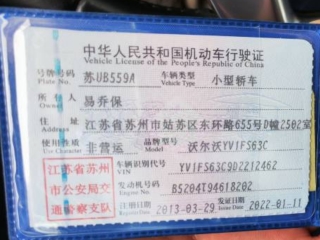 中华人民共和国机动车行驶证
Vehicle License of the People's Republic of China
号牌号码 苏UB559A 车辆类型 小型轿车
Plate No. Vehicle Type
所有人 易乔保
Owner
住址 江苏省苏州市姑苏区东环路655号D幢2502室
Address
使用性质 非营运 品牌型号 沃尔沃YV1FS63C
Use Character
江苏省苏州
市公安局交
通警察支队
车辆识别代号 YV1FS63C9D2212462
VIN
发动机号码 B5204T94618202
Engine No.
注册日期 2013-03-29 发证日期 2022-01-11